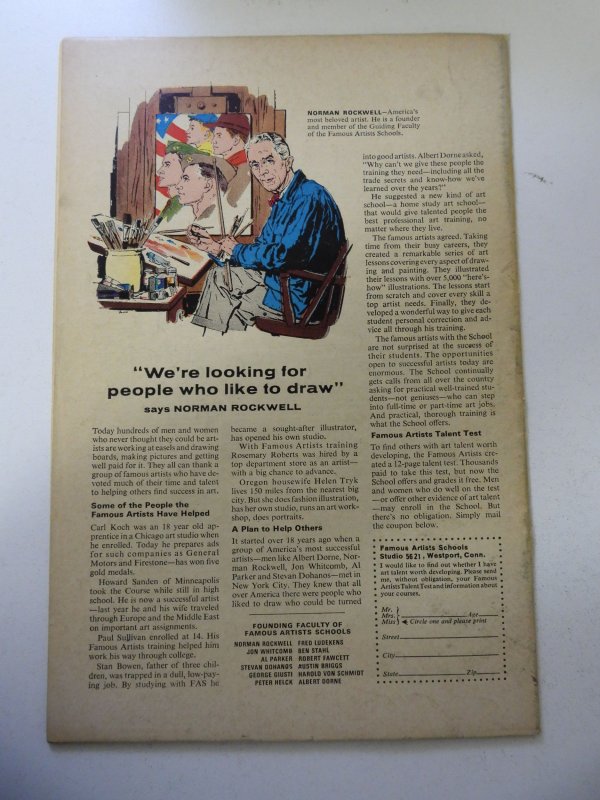 NORMAN ROCKWELL—America's
most beloved artist. He is a founder
and member of the Guiding Faculty
of the Famous Artists Schools.
"We're looking for
people who like to draw"
says NORMAN ROCKWELL
Today hundreds of men and women
who never thought they could be art-
ists are working at easels and drawing
boards, making pictures and getting
well paid for it. They all can thank a
group of famous artists who have de-
voted much of their time and talent
to helping others find success in art.
Some of the People the
Famous Artists Have Helped
Carl Koch was an 18 year old ap-
prentice in a Chicago art studio when
he enrolled. Today he prepares ads
for such companies as General
Motors and Firestone—has won five
gold medals.
Howard Sanden of Minneapolis
took the Course while still in high
school. He is now a successful artist
—last year he and his wife traveled
through Europe and the Middle East
on important art assignments.
Paul Sullivan enrolled at 14. His
Famous Artists training helped him
work his way through college.
Stan Bowen, father of three chil-
dren, was trapped in a dull, low-pay-
ing job. By studying with FAS he
became a sought-after illustrator,
has opened his own studio.
With Famous Artists training
Rosemary Roberts was hired by a
top department store as an artist—
with a big chance to advance.
Oregon housewife Helen Tryk
lives 150 miles from the nearest big
city. But she does fashion illustration,
has her own studio, runs an art work-
shop, does portraits.
A Plan to Help Others
It started over 18 years ago when a
group of America's most successful
artists—men like Albert Dorne, Nor-
man Rockwell, Jon Whitcomb, Al
Parker and Stevan Dohanos—met in
New York City. They knew that all
over America there were people who
liked to draw who could be turned
FOUNDING FACULTY OF
FAMOUS ARTISTS SCHOOLS
NORMAN ROCKWELL FRED LUDEKENS
JON WHITCOMB BEN STAHL
AL PARKER ROBERT FAWCETT
STEVAN DOHANOS AUSTIN BRIGGS
GEORGE GIUSTI HAROLD VON SCHMIDT
PETER HELCK ALBERT DORNE
into good artists. Albert Dorne asked,
"Why can't we give these people the
training they need—including all the
trade secrets and know-how we've
learned over the years?"
He suggested a new kind of art
school—a home study art school—
that would give talented people the
best professional art training, no
matter where they live.
The famous artists agreed. Taking
time from their busy careers, they
created a remarkable series of art
lessons covering every aspect of draw-
ing and painting. They illustrated
their lessons with over 5,000 "here's-
how" illustrations. The lessons start
from scratch and cover every skill a
top artist needs. Finally, they de-
veloped a wonderful way to give each
student personal correction and ad-
vice all through his training.
The famous artists with the School
are not surprised at the success of
their students. The opportunities
open to successful artists today are
enormous. The School continually
gets calls from all over the country
asking for practical well-trained stu-
dents—not geniuses—who can step
into full-time or part-time art jobs.
And practical, thorough training is
what the School offers.
Famous Artists Talent Test
To find others with art talent worth
developing, the Famous Artists cre-
ated a 12-page talent test. Thousands
paid to take this test, but now the
School offers and grades it free. Men
and women who do well on the test
—or offer other evidence of art talent
—may enroll in the School. But
there's no obligation. Simply mail
the coupon below.
Famous Artists Schools
Studio 5621, Westport, Conn.
I would like to find out whether I have
art talent worth developing. Please send
me, without obligation, your Famous
Artists Talent Test and information about
your courses.
Mr.
Mrs. Age
Miss Circle one and please print
Street
City
State Zip